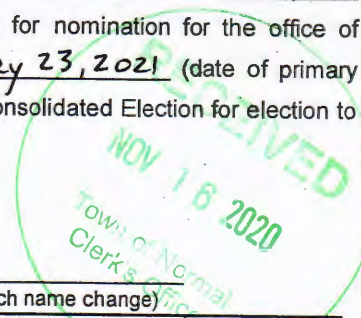 for nomination for the office of
23, 2021 (date of primary
onsolidated Election for election to
RECEIVED
NOV 16 2020
Town of Normal
Clerk's Office
ch name change)